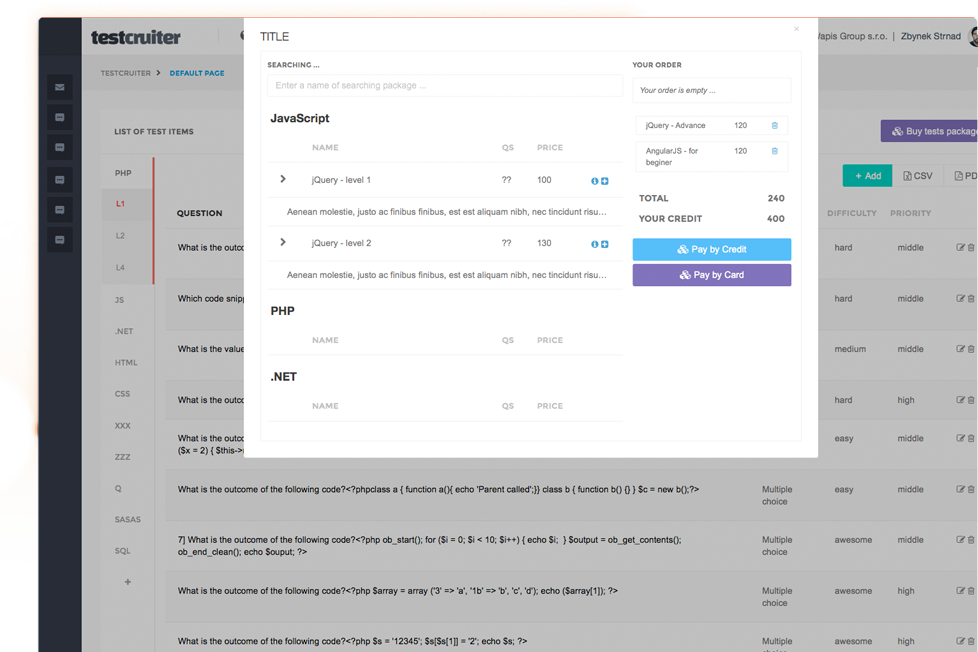 testcruiter
TITLE
×
Vapis Group s.r.o. | Zbynek Strnad
TESTCRUITER > DEFAULT PAGE
LIST OF TEST ITEMS
Buy tests package
+ Add
CSV
PHP
L1
L2
L4
JS
.NET
HTML
CSS
XXX
ZZZ
Q
SASAS
SQL
+
SEARCHING ...
Enter a name of searching package ...
JavaScript
NAME QS PRICE
jQuery - level 1 ?? 100
Aenean molestie, justo ac finibus finibus, est est aliquam nibh, nec tincidunt risu...
jQuery - level 2 ?? 130
Aenean molestie, justo ac finibus finibus, est est aliquam nibh, nec tincidunt risu...
PHP
NAME QS PRICE
.NET
NAME QS PRICE
YOUR ORDER
Your order is empty ...
jQuery - Advance 120
AngularJS - for 120
beginer
TOTAL 240
YOUR CREDIT 400
Pay by Credit
Pay by Card
QUESTION DIFFICULTY PRIORITY
What is the outco hard middle
Which code snipp hard middle
What is the value medium middle
What is the outco hard high
What is the outco easy middle
($x = 2) { $this->
What is the outcome of the following code?<?phpclass a { function a(){ echo 'Parent called';}} class b { function b() {} } $c = new b();?> Multiple easy middle
choice
7] What is the outcome of the following code?<?php ob_start(); for ($i = 0; $i < 10; $i++) { echo $i; } $output = ob_get_contents(); Multiple awesome middle
ob_end_clean(); echo $ouput; ?> choice
What is the outcome of the following code?<?php $array = array ('3' => 'a', '1b' => 'b', 'c', 'd'); echo ($array[1]); ?> Multiple awesome high
choice
What is the outcome of the following code?<?php $s = '12345'; $s[$s[1]] = '2'; echo $s; ?> Multiple awesome high